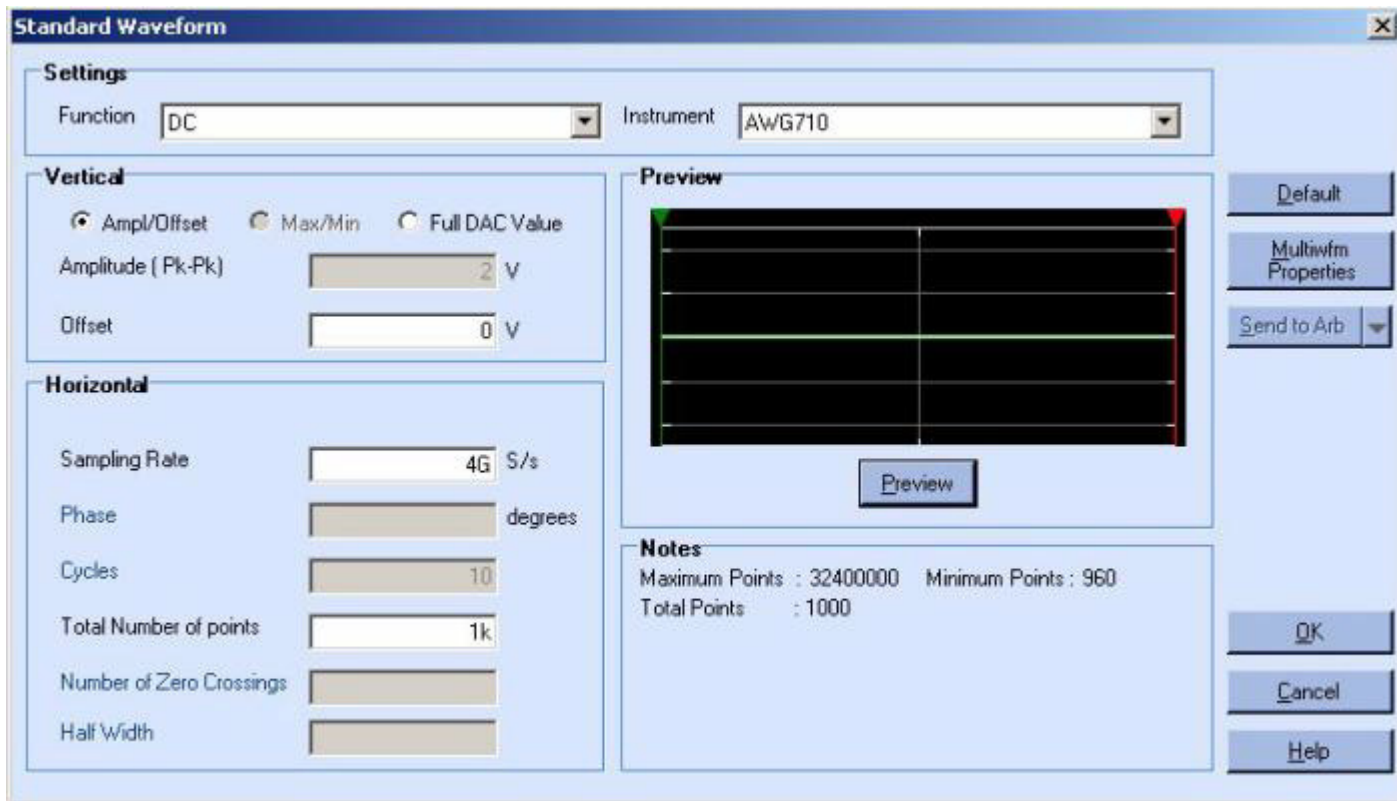 Standard Waveform
Settings
Function DC Instrument AWG710
Vertical
Ampl/Offset Max/Min Full DAC Value
Amplitude ( Pk-Pk) 2 V
Offset 0 V
Horizontal
Sampling Rate 4G S/s
Phase degrees
Cycles 10
Total Number of points 1k
Number of Zero Crossings
Half Width
Preview
Preview
Notes
Maximum Points : 32400000 Minimum Points : 960
Total Points : 1000
Default
Multiwfm
Properties
Send to Arb
OK
Cancel
Help